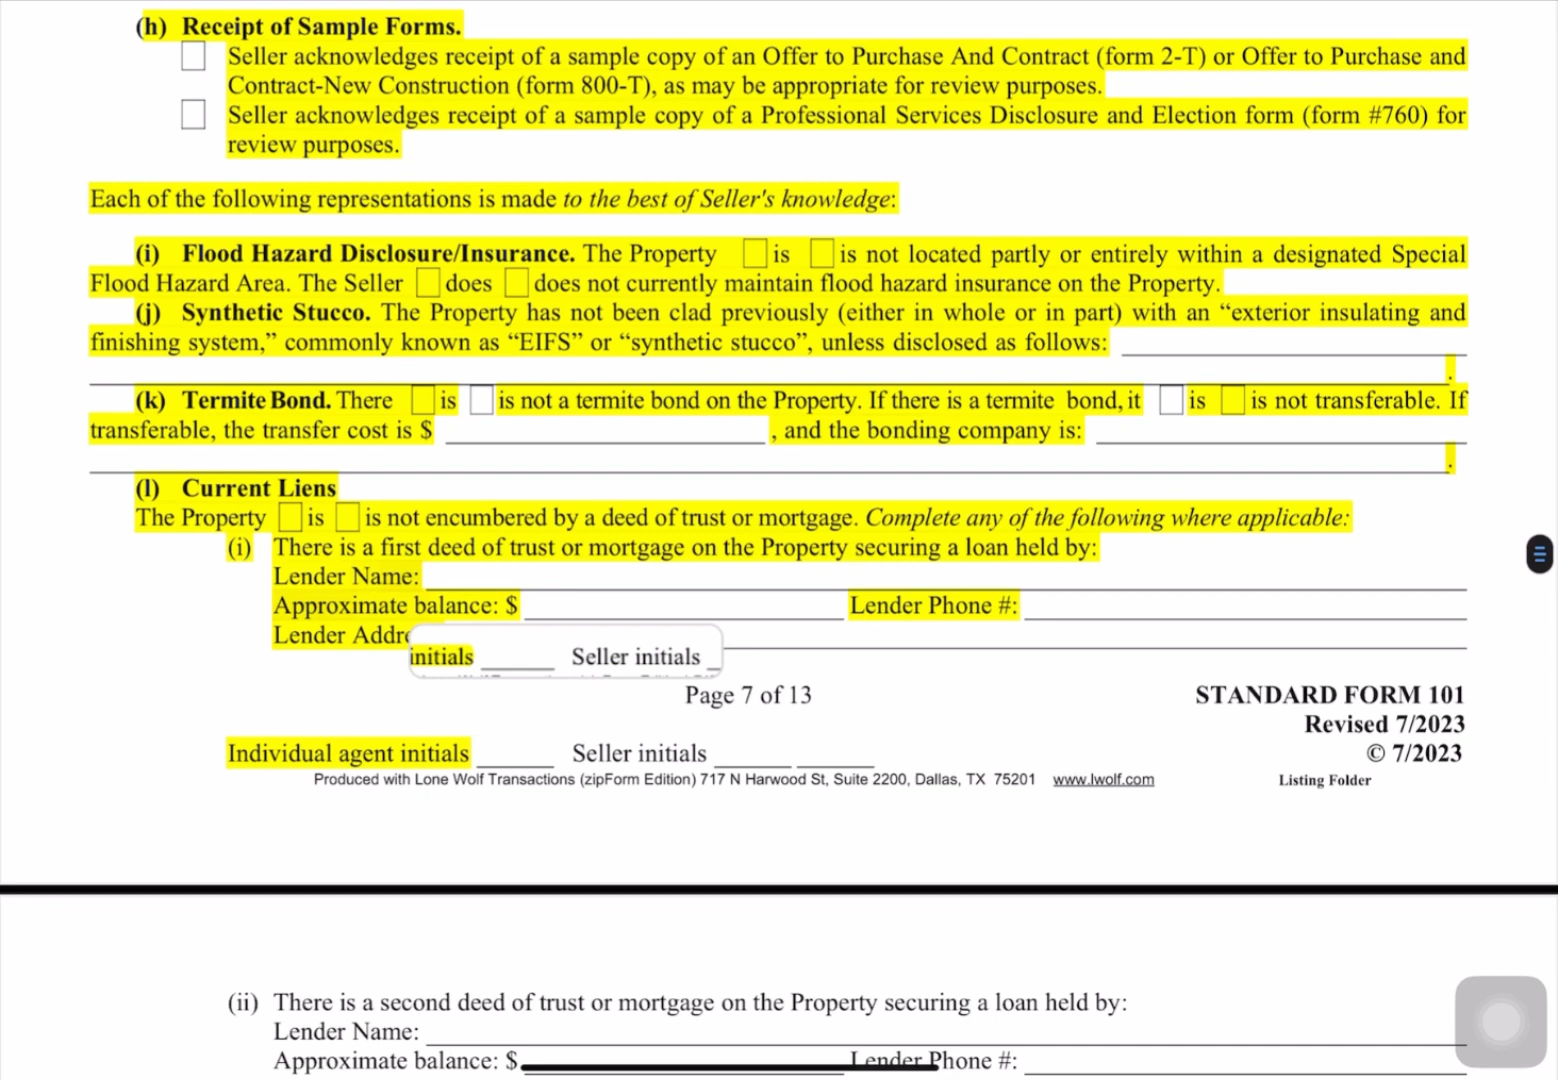 (h) Receipt of Sample Forms.
Seller acknowledges receipt of a sample copy of an Offer to Purchase And Contract (form 2-T) or Offer to Purchase and
Contract-New Construction (form 800-T), as may be appropriate for review purposes.
Seller acknowledges receipt of a sample copy of a Professional Services Disclosure and Election form (form #760) for
review purposes.
Each of the following representations is made to the best of Seller's knowledge:
(i) Flood Hazard Disclosure/Insurance. The Property is is not located partly or entirely within a designated Special
Flood Hazard Area. The Seller does does not currently maintain flood hazard insurance on the Property.
(j) Synthetic Stucco. The Property has not been clad previously (either in whole or in part) with an “exterior insulating and
finishing system,” commonly known as “EIFS” or “synthetic stucco”, unless disclosed as follows:
.
(k) Termite Bond. There is is not a termite bond on the Property. If there is a termite bond, it is is not transferable. If
transferable, the transfer cost is $ , and the bonding company is:
.
(l) Current Liens
The Property is is not encumbered by a deed of trust or mortgage. Complete any of the following where applicable:
(i) There is a first deed of trust or mortgage on the Property securing a loan held by:
Lender Name:
Approximate balance: $ Lender Phone #:
Lender Addre
initials Seller initials
Page 7 of 13 STANDARD FORM 101
Revised 7/2023
Individual agent initials Seller initials © 7/2023
Produced with Lone Wolf Transactions (zipForm Edition) 717 N Harwood St, Suite 2200, Dallas, TX 75201 www.lwolf.com Listing Folder
(ii) There is a second deed of trust or mortgage on the Property securing a loan held by:
Lender Name:
Approximate balance: $ Lender Phone #: